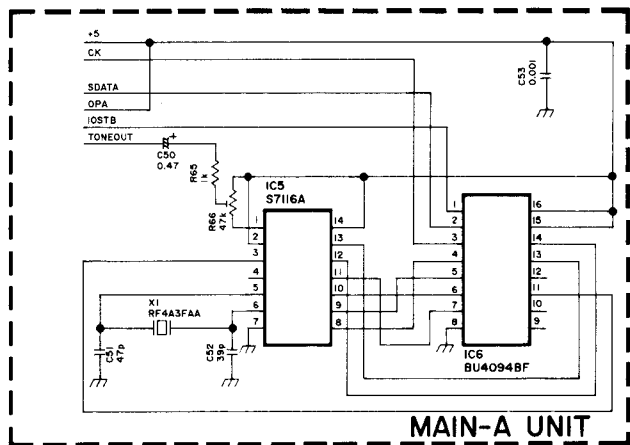 +5
CK
SDATA
OPA
IOSTB
TONEOUT
+
C50
0.47
R65
1k
R66
47k
C53
0.001
IC5
S7116A
1
2
3
4
5
6
7
14
13
12
11
10
9
8
X1
RF4A3FAA
C51
47p
C52
39p
1
2
3
4
5
6
7
8
16
15
14
13
12
11
10
9
IC6
BU4094BF
MAIN-A UNIT